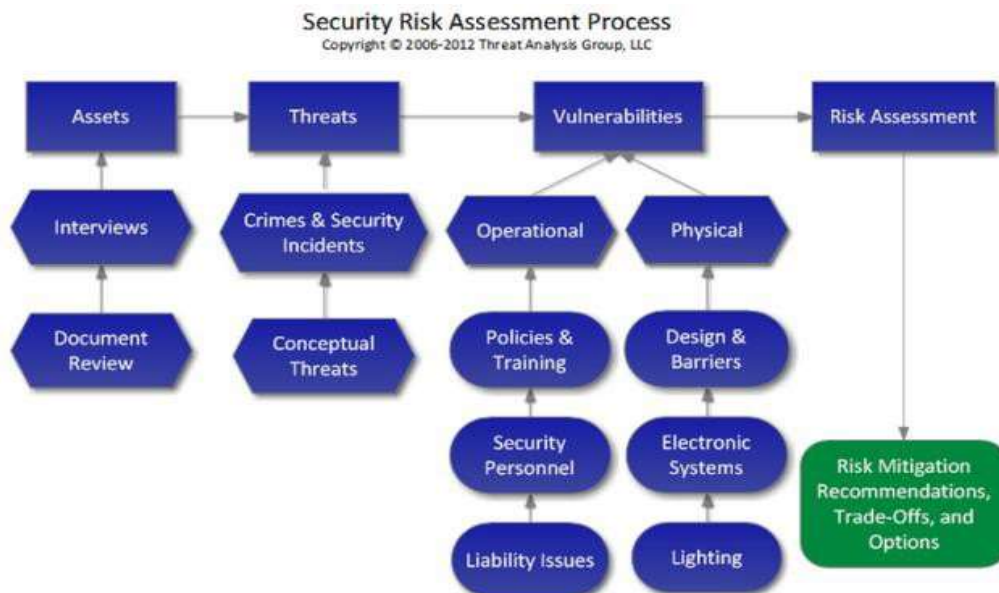 Security Risk Assessment Process
Copyright © 2006-2012 Threat Analysis Group, LLC
Assets
Threats
Vulnerabilities
Risk Assessment
Interviews
Crimes & Security
Incidents
Operational
Physical
Document
Review
Conceptual
Threats
Policies &
Training
Design &
Barriers
Security
Personnel
Electronic
Systems
Risk Mitigation
Recommendations,
Trade-Offs, and
Options
Liability Issues
Lighting